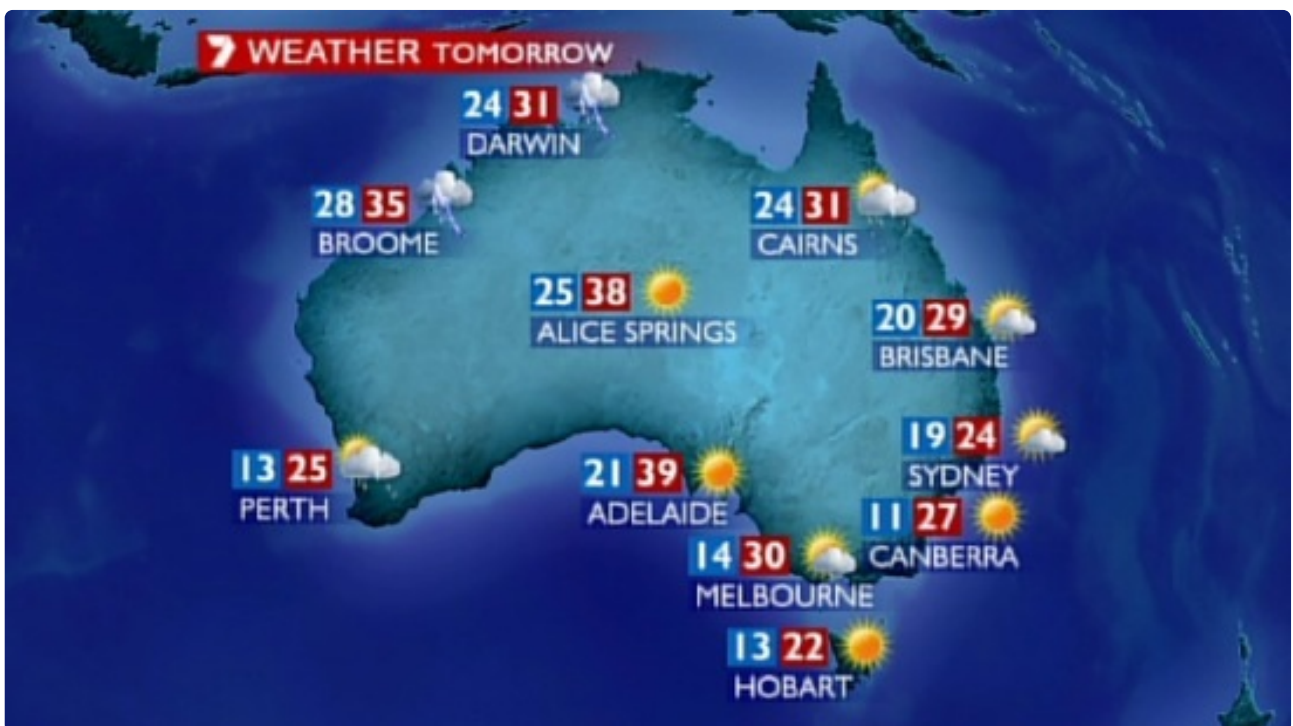 7 WEATHER TOMORROW
24 31
DARWIN
28 35
BROOME
24 31
CAIRNS
25 38
ALICE SPRINGS
20 29
BRISBANE
19 24
SYDNEY
13 25
PERTH
21 39
ADELAIDE
11 27
CANBERRA
14 30
MELBOURNE
13 22
HOBART